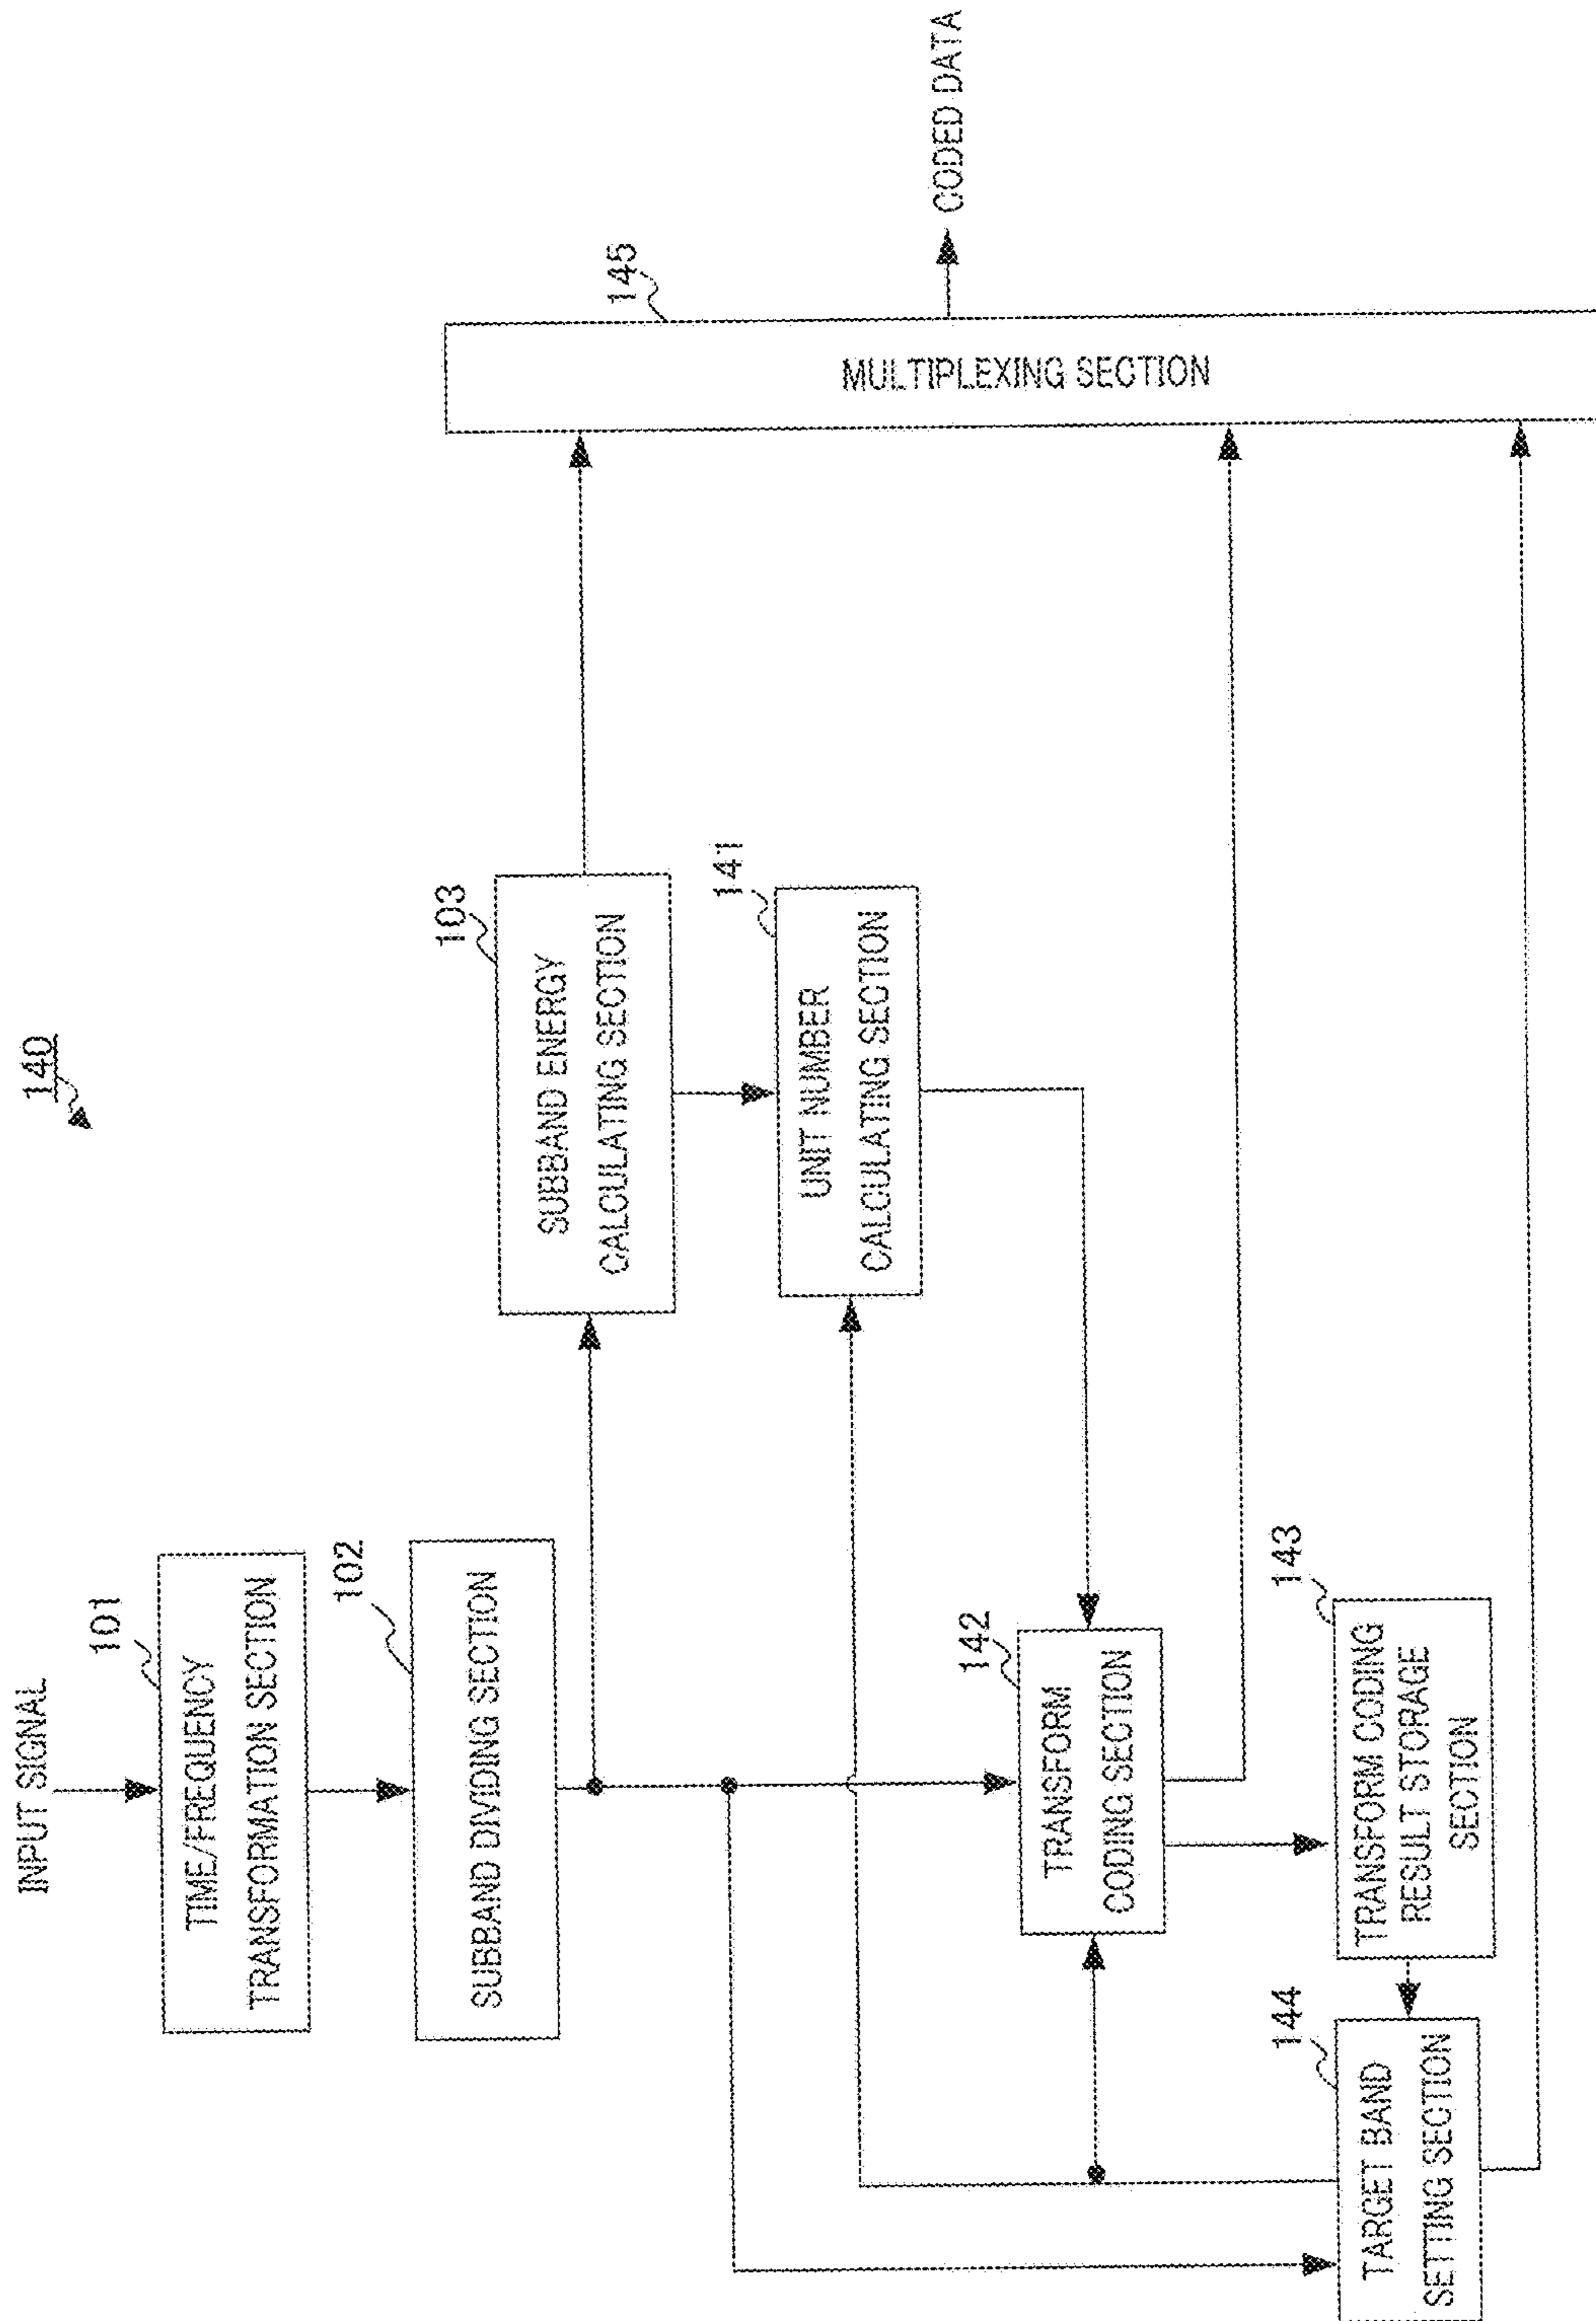 140
INPUT SIGNAL
101
TIME/FREQUENCY
TRANSFORMATION SECTION
102
SUBBAND DIVIDING SECTION
103
SUBBAND ENERGY
CALCULATING SECTION
141
UNIT NUMBER
CALCULATING SECTION
142
TRANSFORM
CODING SECTION
143
TRANSFORM CODING
RESULT STORAGE
SECTION
144
TARGET BAND
SETTING SECTION
145
MULTIPLEXING SECTION
CODED DATA